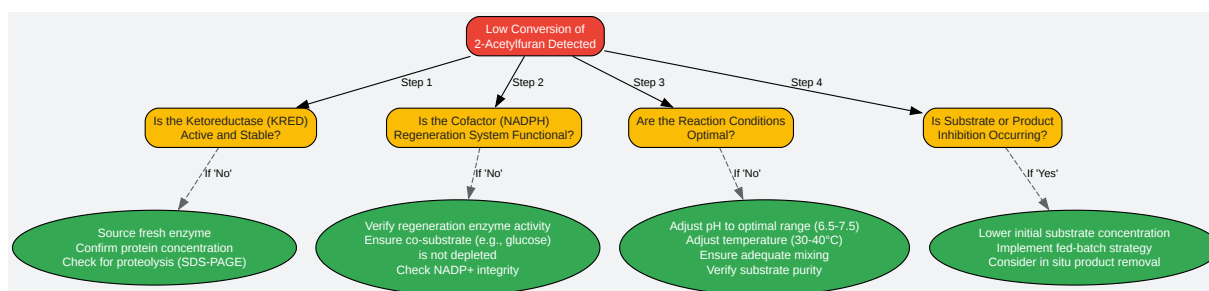 Low Conversion of
2-Acetylfuran Detected
Step 1
Step 2
Step 3
Step 4
Is the Ketoreductase (KRED)
Active and Stable?
Is the Cofactor (NADPH)
Regeneration System Functional?
Are the Reaction Conditions
Optimal?
Is Substrate or Product
Inhibition Occurring?
If 'No'
If 'No'
If 'No'
If 'Yes'
Source fresh enzyme
Confirm protein concentration
Check for proteolysis (SDS-PAGE)
Verify regeneration enzyme activity
Ensure co-substrate (e.g., glucose)
is not depleted
Check NADP+ integrity
Adjust pH to optimal range (6.5-7.5)
Adjust temperature (30-40°C)
Ensure adequate mixing
Verify substrate purity
Lower initial substrate concentration
Implement fed-batch strategy
Consider in situ product removal